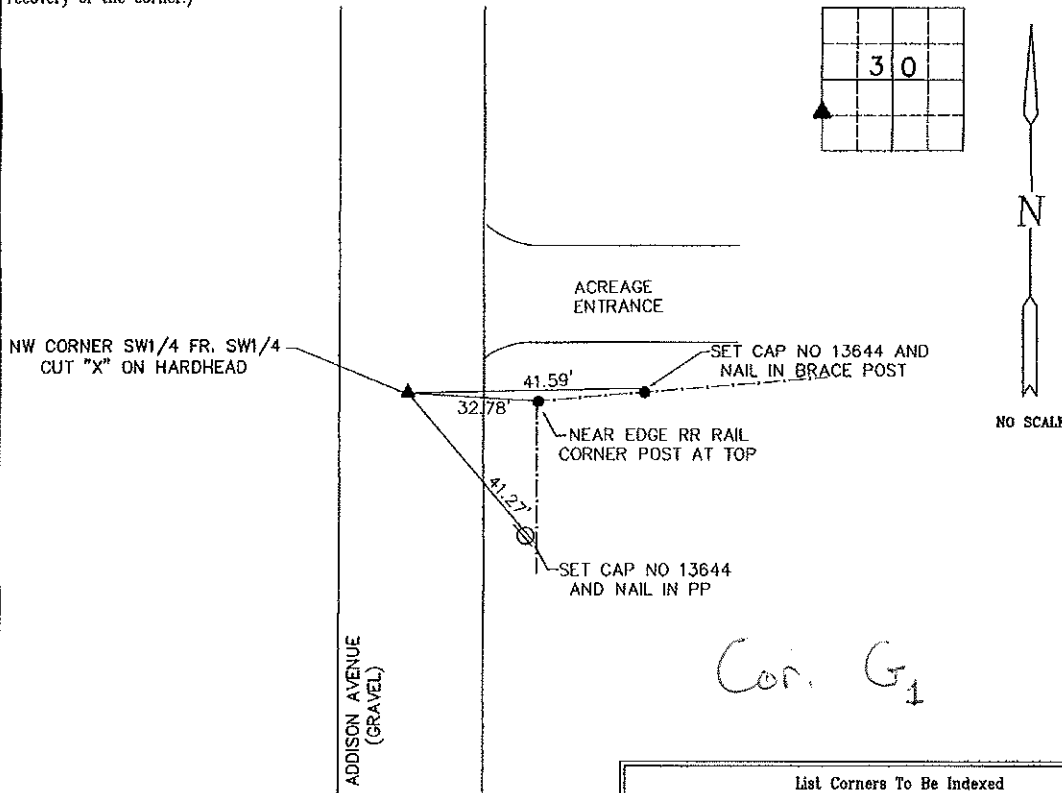 recovery of the corner.)
30
N
NO SCALE
ACREAGE
ENTRANCE
NW CORNER SW1/4 FR. SW1/4
CUT "X" ON HARDHEAD
SET CAP NO 13644 AND
NAIL IN BRACE POST
41.59'
32.78'
NEAR EDGE RR RAIL
CORNER POST AT TOP
41.27'
SET CAP NO 13644
AND NAIL IN PP
ADDISON AVENUE
(GRAVEL)
Cor. G1
List Corners To Be Indexed